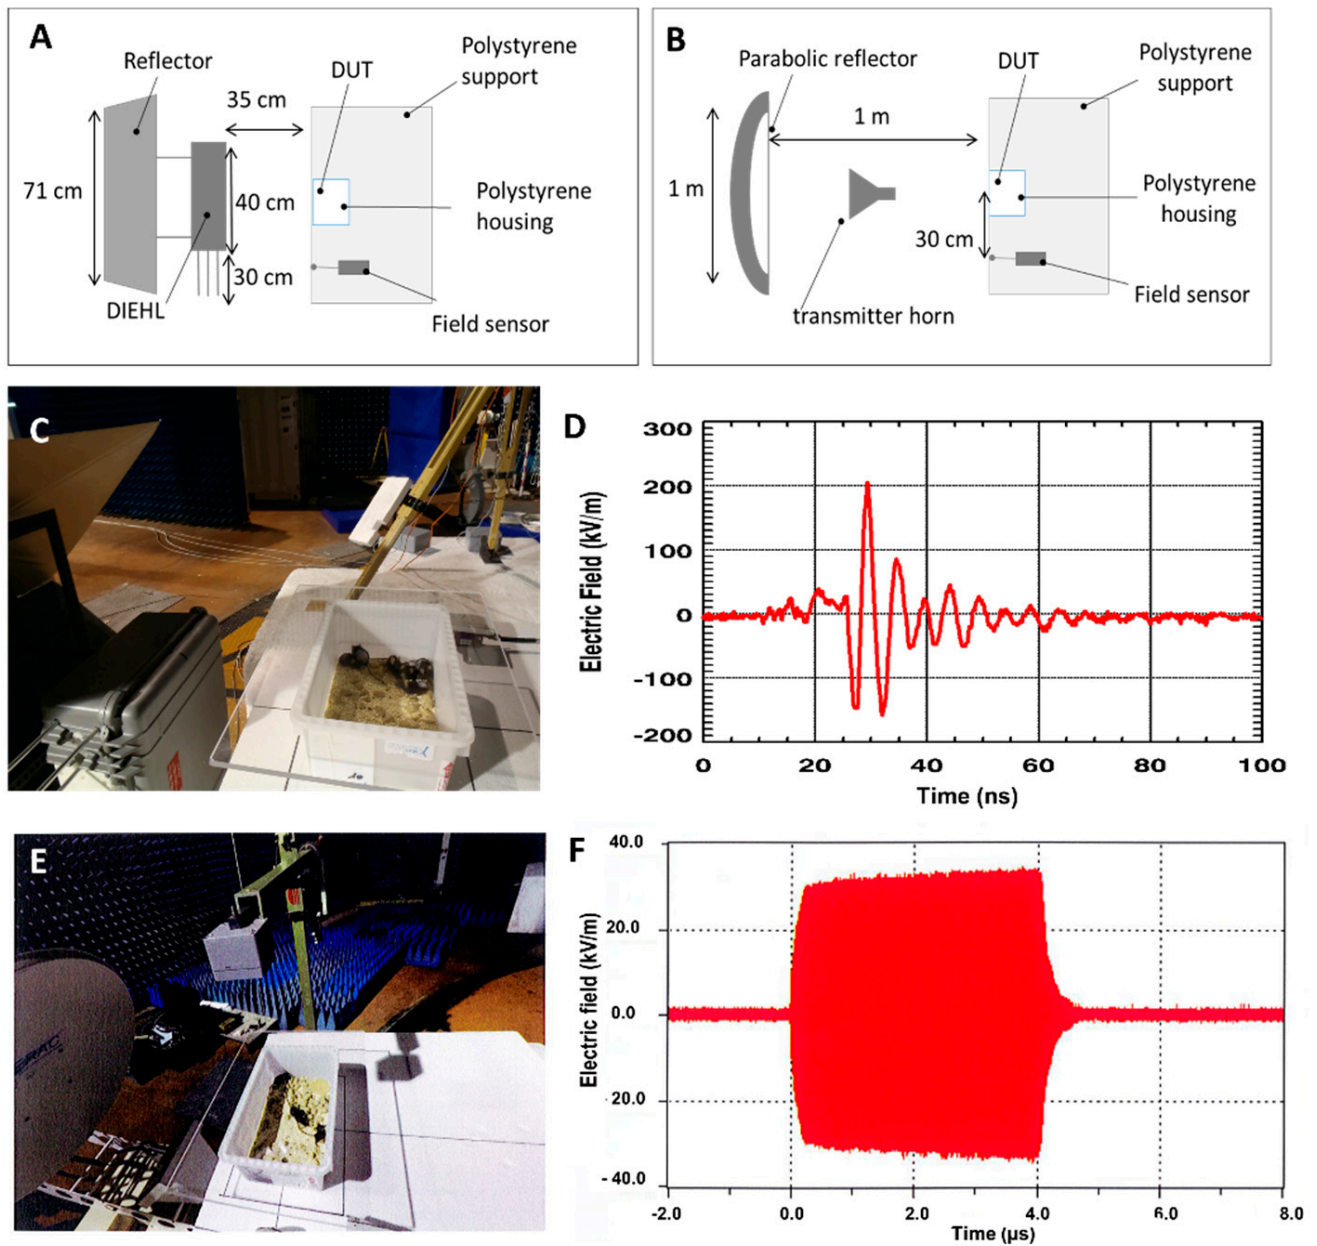 A
Reflector
Polystyrene
support
DUT
35 cm
71 cm
40 cm
Polystyrene
housing
30 cm
DIEHL
Field sensor
B
Parabolic reflector
DUT
Polystyrene
support
1 m
1 m
Polystyrene
housing
30 cm
Field sensor
transmitter horn
C
D
300
200
100
0
-100
-200
Electric Field (kV/m)
0 20 40 60 80 100
Time (ns)
E
F
40.0
20.0
0.0
-20.0
-40.0
Electric field (kV/m)
-2.0 0.0 2.0 4.0 6.0 8.0
Time (µs)